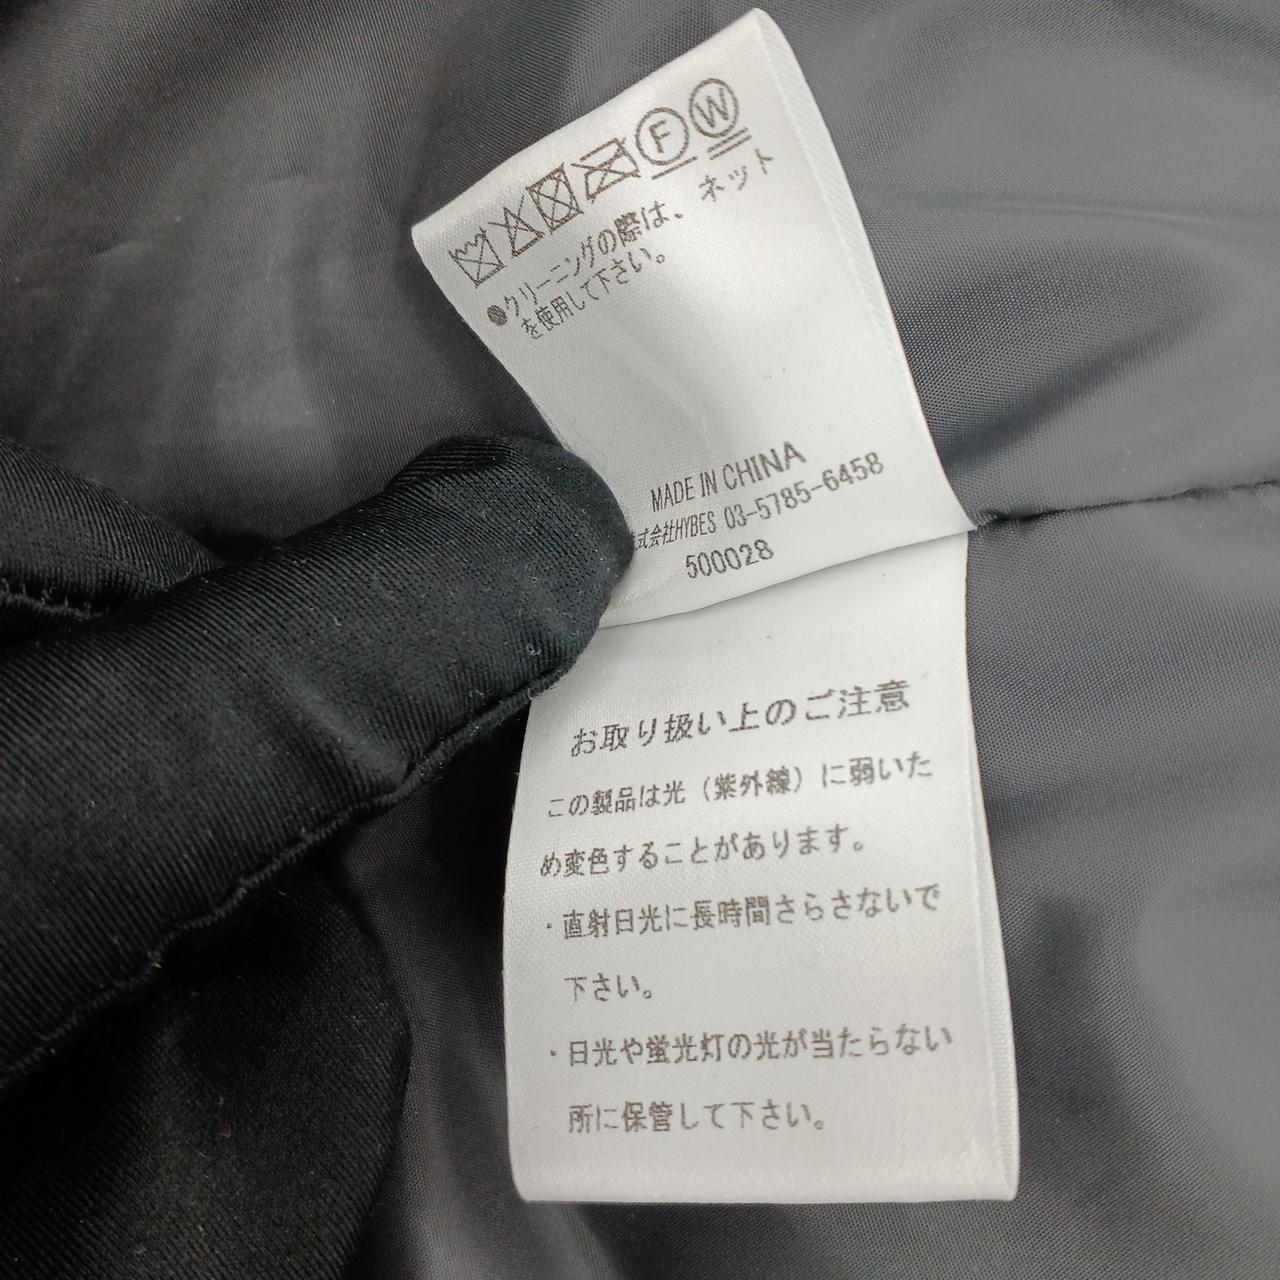 F W
●クリーニングの際は、ネット
を使用して下さい。
MADE IN CHINA
式会社HYBES 03-5785-6458
500028
お取り扱い上のご注意
この製品は光（紫外線）に弱いた
め変色することがあります。
・直射日光に長時間さらさないで
下さい。
・日光や蛍光灯の光が当たらない
所に保管して下さい。